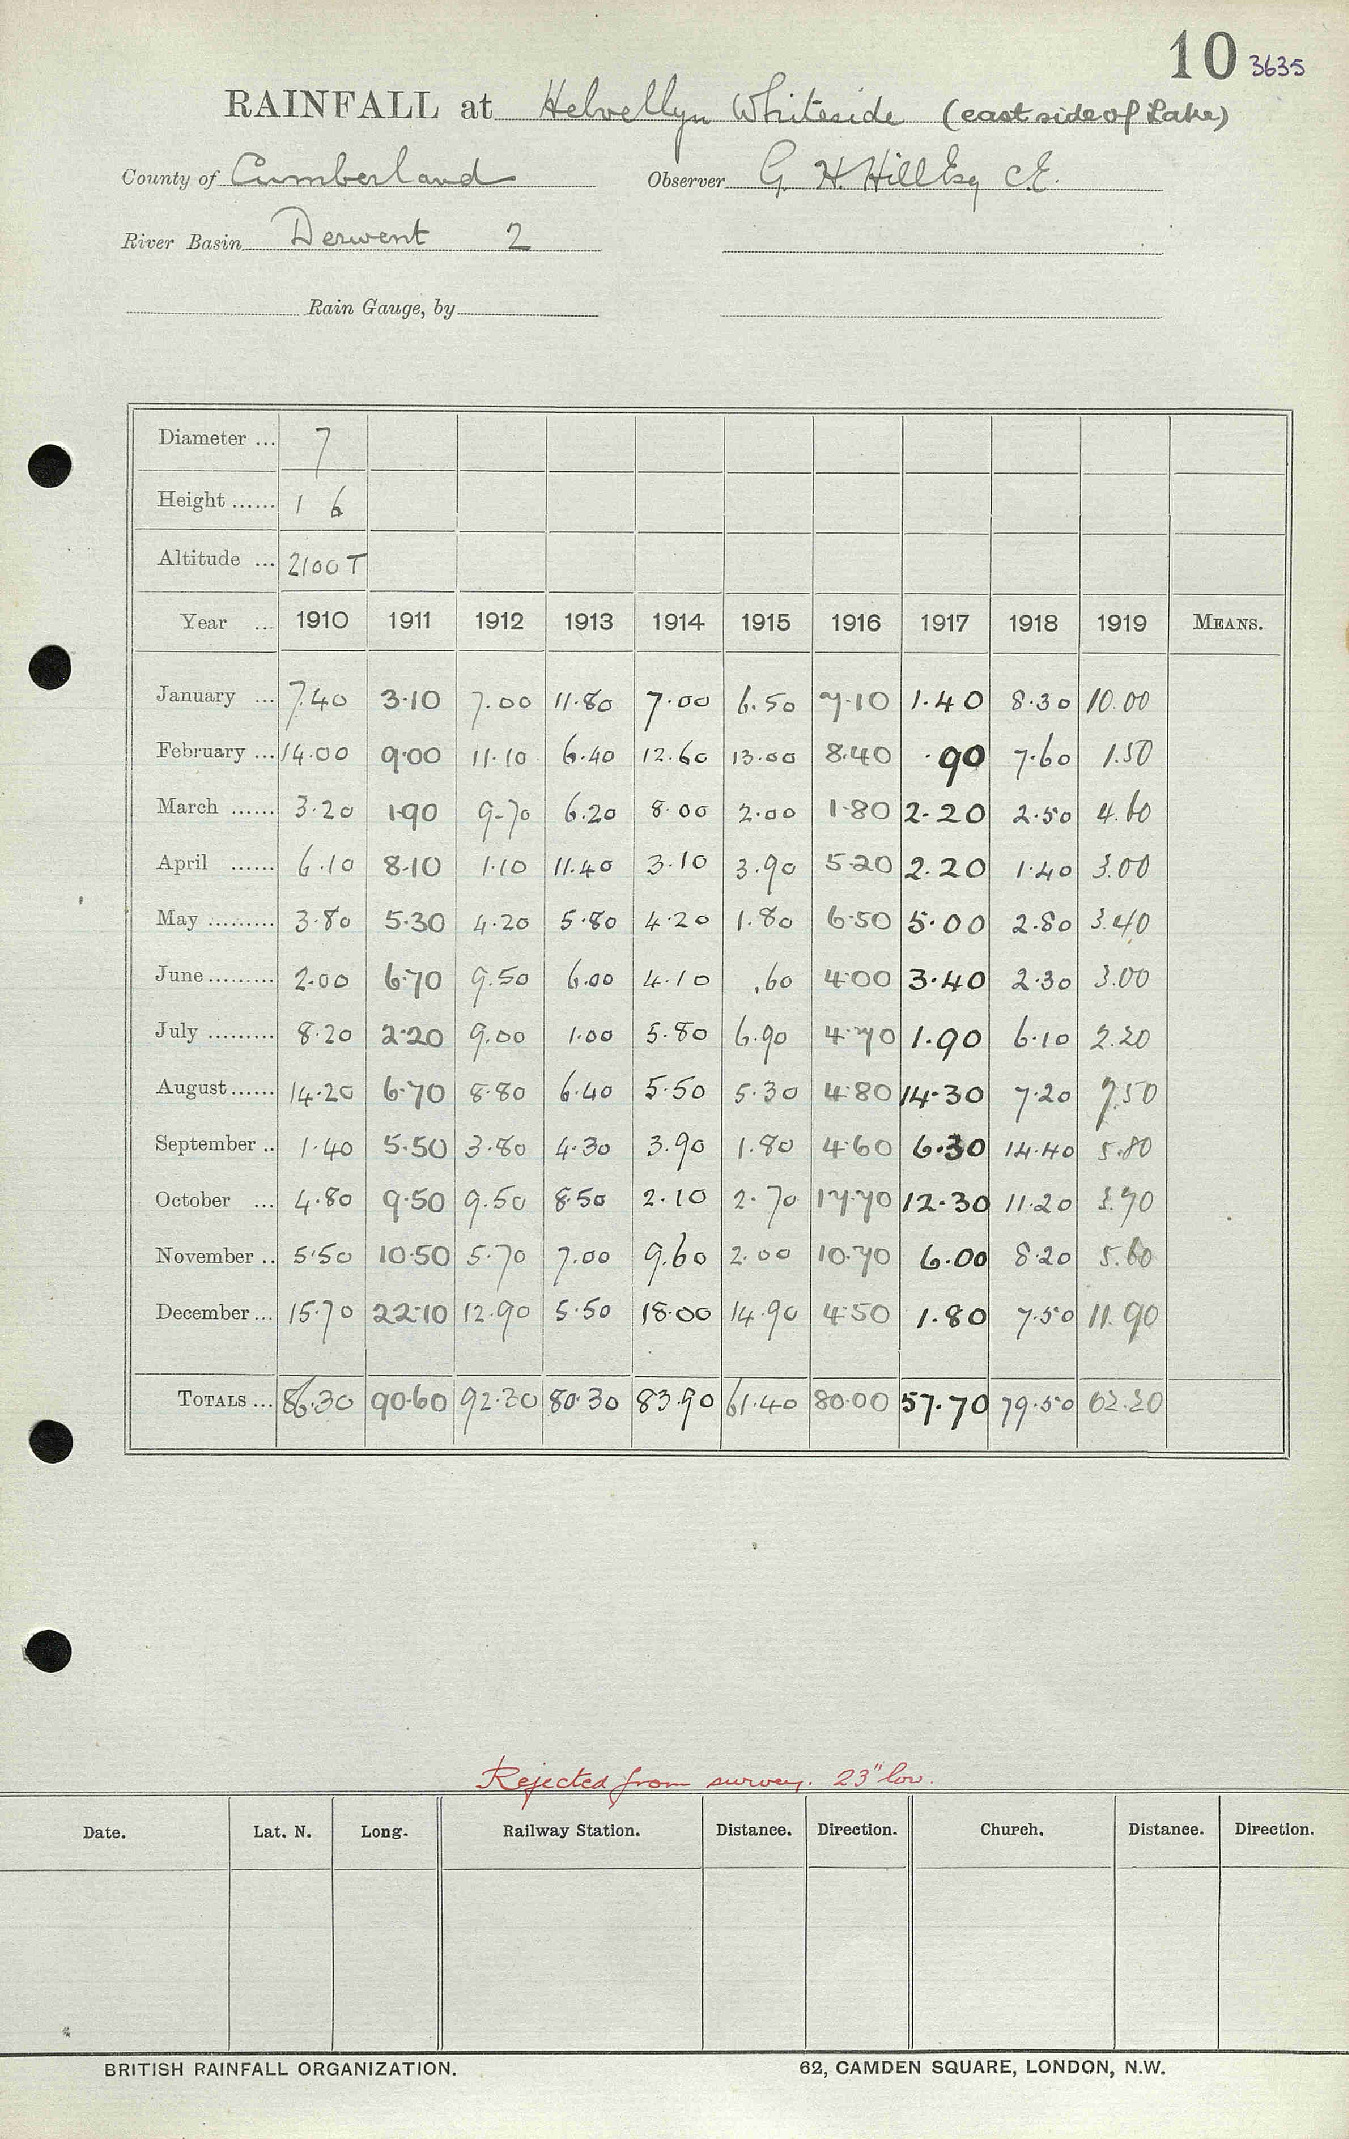 10 3635
RAINFALL at Helvellyn Whiteside (east side of Lake)
County of Cumberland Observer G. H. Hill Esq C.E.
River Basin Derwent 2
Rain Gauge, by
Diameter ... 7
Height ...... 1 6
Altitude ... 2100 T
Year ... 1910 1911 1912 1913 1914 1915 1916 1917 1918 1919 MEANS.
January ... 7.40 3.10 7.00 11.80 7.00 6.50 7.10 1.40 8.30 10.00
February ... 14.00 9.00 11.10 6.40 12.60 13.00 8.40 .90 7.60 1.50
March ...... 3.20 1.90 9.70 6.20 8.00 2.00 1.80 2.20 2.50 4.60
April ...... 6.10 8.10 1.10 11.40 3.10 3.90 5.20 2.20 1.40 3.00
May ......... 3.80 5.30 4.20 5.80 4.20 1.80 6.50 5.00 2.80 3.40
June ......... 2.00 6.70 9.50 6.00 4.10 .60 4.00 3.40 2.30 3.00
July ......... 8.20 2.20 9.00 1.00 5.80 6.90 4.70 1.90 6.10 2.20
August ...... 14.20 6.70 8.80 6.40 5.50 5.30 4.80 14.30 7.20 7.50
September .. 1.40 5.50 3.80 4.30 3.90 1.80 4.60 6.30 14.40 5.80
October ... 4.80 9.50 9.50 8.50 2.10 2.70 17.70 12.30 11.20 3.70
November .. 5.50 10.50 5.70 7.00 9.60 2.00 10.70 6.00 8.20 5.60
December ... 15.70 22.10 12.90 5.50 18.00 14.90 4.50 1.80 7.50 11.90
TOTALS ... 86.30 90.60 92.30 80.30 83.90 61.40 80.00 57.70 79.50 62.20
Rejected from survey. 23" low.
Date. Lat. N. Long. Railway Station. Distance. Direction. Church. Distance. Direction.
BRITISH RAINFALL ORGANIZATION. 62, CAMDEN SQUARE, LONDON, N.W.